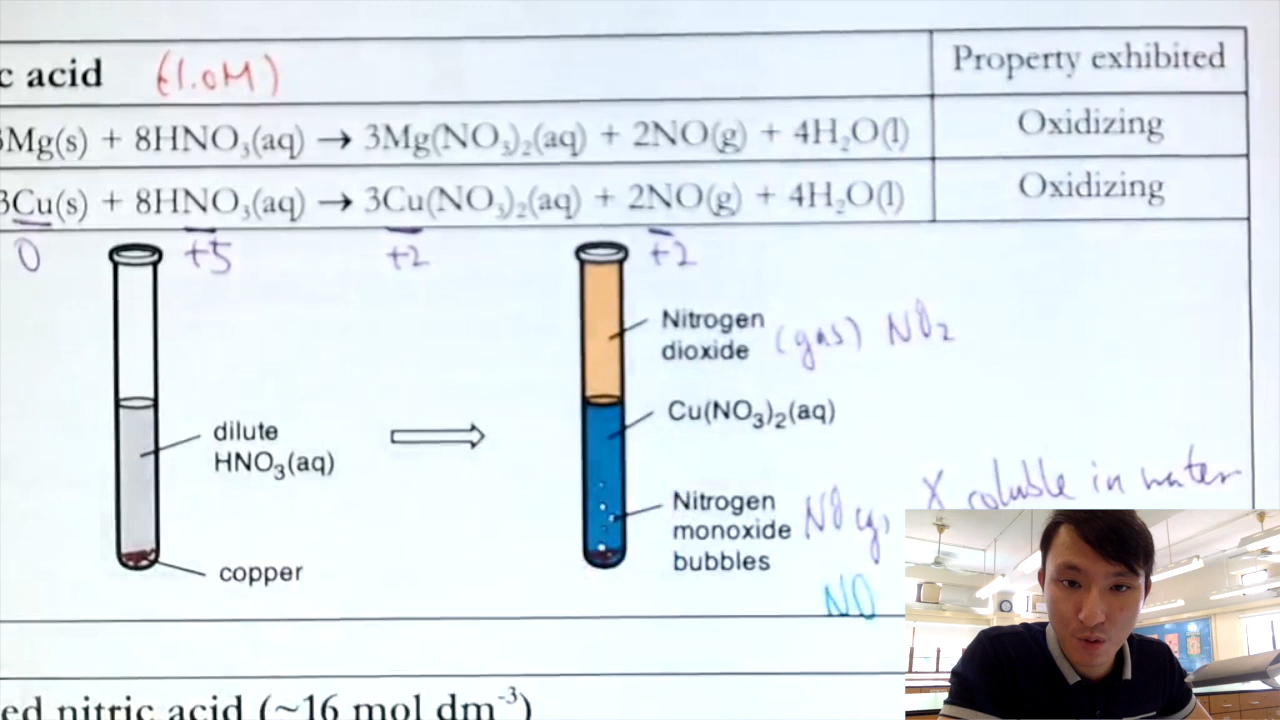 c acid (~1.0M)
Property exhibited
3Mg(s) + 8HNO₃(aq) → 3Mg(NO₃)₂(aq) + 2NO(g) + 4H₂O(l)
Oxidizing
3Cu(s) + 8HNO₃(aq) → 3Cu(NO₃)₂(aq) + 2NO(g) + 4H₂O(l)
Oxidizing
0 +5 +2 +2
Nitrogen
dioxide (gas) NO₂
Cu(NO₃)₂(aq)
dilute
HNO₃(aq)
X soluble in water
Nitrogen
monoxide NO(g)
bubbles
copper
NO
ed nitric acid (~16 mol dm⁻³)